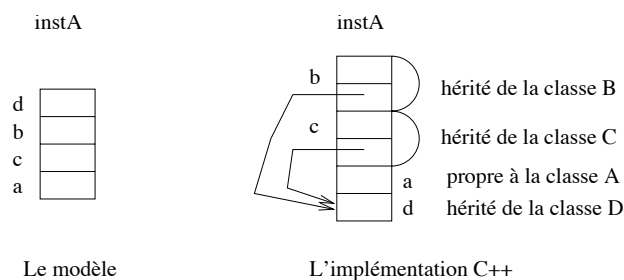 instA
d
b
c
a
Le modèle
instA
b
hérité de la classe B
c
hérité de la classe C
a propre à la classe A
d hérité de la classe D
L'implémentation C++